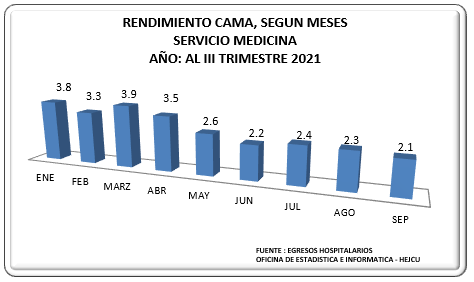 RENDIMIENTO CAMA, SEGUN MESES
SERVICIO MEDICINA
AÑO: AL III TRIMESTRE 2021
3.8
3.3
3.9
3.5
2.6
2.2
2.4
2.3
2.1
ENE
FEB
MARZ
ABR
MAY
JUN
JUL
AGO
SEP
FUENTE : EGRESOS HOSPITALARIOS
OFICINA DE ESTADISTICA E INFORMATICA - HEJCU